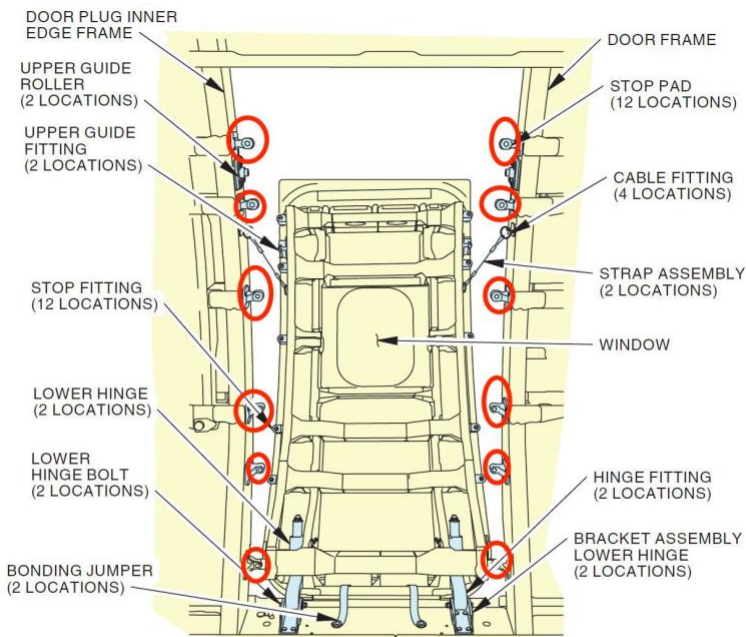 DOOR PLUG INNER
EDGE FRAME
UPPER GUIDE
ROLLER
(2 LOCATIONS)
UPPER GUIDE
FITTING
(2 LOCATIONS)
STOP FITTING
(12 LOCATIONS)
LOWER HINGE
(2 LOCATIONS)
LOWER
HINGE BOLT
(2 LOCATIONS)
BONDING JUMPER
(2 LOCATIONS)
DOOR FRAME
STOP PAD
(12 LOCATIONS)
CABLE FITTING
(4 LOCATIONS)
STRAP ASSEMBLY
(2 LOCATIONS)
WINDOW
HINGE FITTING
(2 LOCATIONS)
BRACKET ASSEMBLY
LOWER HINGE
(2 LOCATIONS)